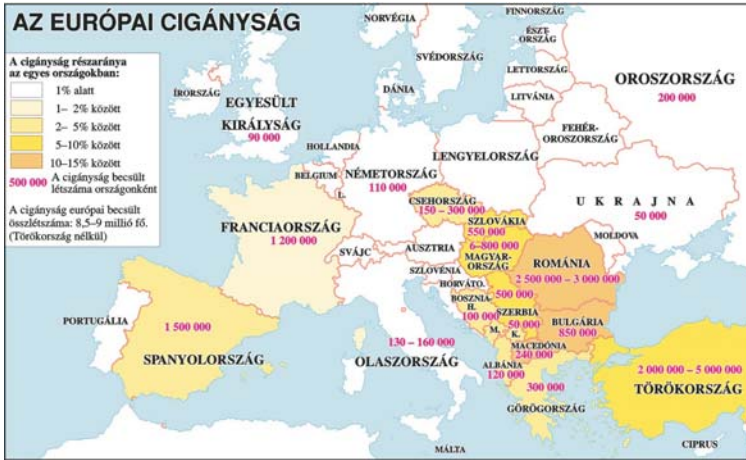 AZ EURÓPAI CIGÁNYSÁG
A cigányság részaránya
az egyes országokban:
1% alatt
1– 2% között
2– 5% között
5–10% között
10–15% között
500 000
A cigányság becsült
létszáma országonként
A cigányság európai becsült
összlétszáma: 8,5–9 millió fő.
(Törökország nélkül)
NORVÉGIA
FINNORSZÁG
SVÉDORSZÁG
ÉSZT-
ORSZÁG
LETTORSZÁG
LITVÁNIA
OROSZORSZÁG
200 000
ÍRORSZÁG
EGYESÜLT
KIRÁLYSÁG
90 000
DÁNIA
FEHÉR-
OROSZORSZÁG
HOLLANDIA
BELGIUM
L.
NÉMETORSZÁG
110 000
LENGYELORSZÁG
UKRAJNA
50 000
CSEHORSZÁG
150 – 300 000
SZLOVÁKIA
550 000
FRANCIAORSZÁG
1 200 000
SVÁJC
AUSZTRIA
6–800 000
MAGYAR-
ORSZÁG
MOLDOVA
ROMÁNIA
2 500 000 – 3 000 000
SZLOVÉNIA
HORVÁTO.
BOSZNIA-
H.
100 000
500 000
SZERBIA
50 000
M.
K.
BULGÁRIA
850 000
MACEDÓNIA
240 000
ALBÁNIA
120 000
300 000
GÖRÖGORSZÁG
PORTUGÁLIA
1 500 000
SPANYOLORSZÁG
130 – 160 000
OLASZORSZÁG
2 000 000 – 5 000 000
TÖRÖKORSZÁG
MÁLTA
CIPRUS